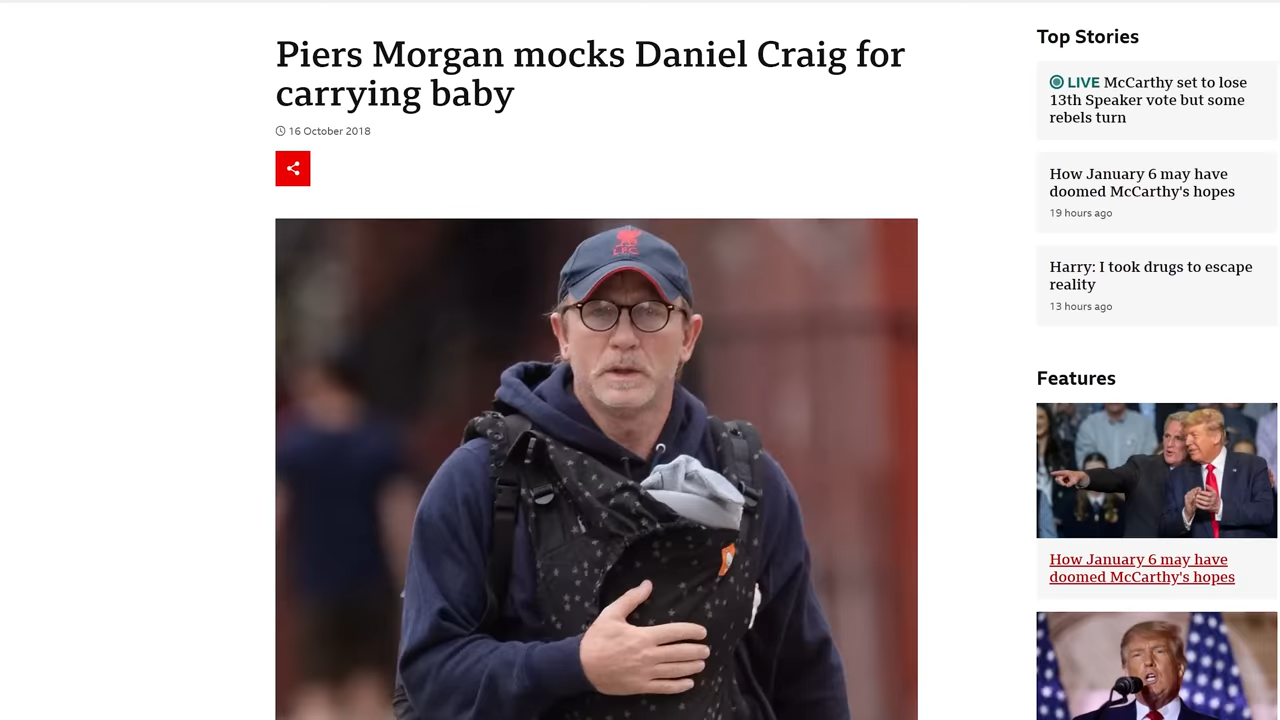 Piers Morgan mocks Daniel Craig for
carrying baby
16 October 2018
L.F.C.
Top Stories
LIVE McCarthy set to lose
13th Speaker vote but some
rebels turn
How January 6 may have
doomed McCarthy's hopes
19 hours ago
Harry: I took drugs to escape
reality
13 hours ago
Features
How January 6 may have
doomed McCarthy's hopes